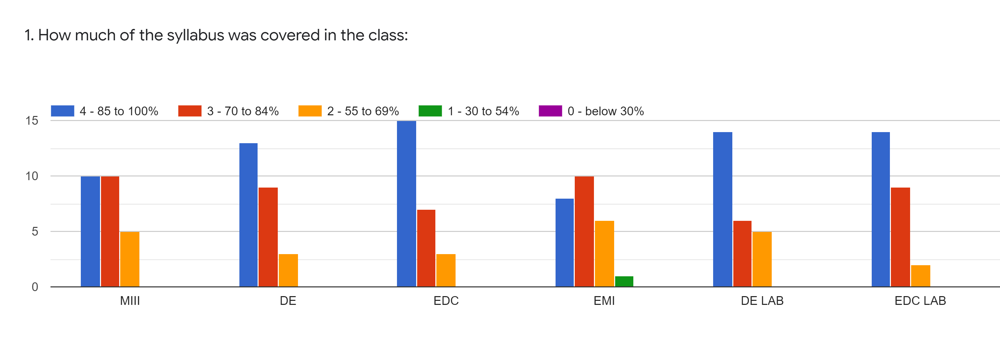 1. How much of the syllabus was covered in the class:
4 - 85 to 100% 3 - 70 to 84% 2 - 55 to 69% 1 - 30 to 54% 0 - below 30%
15
10
5
0
MIII DE EDC EMI DE LAB EDC LAB